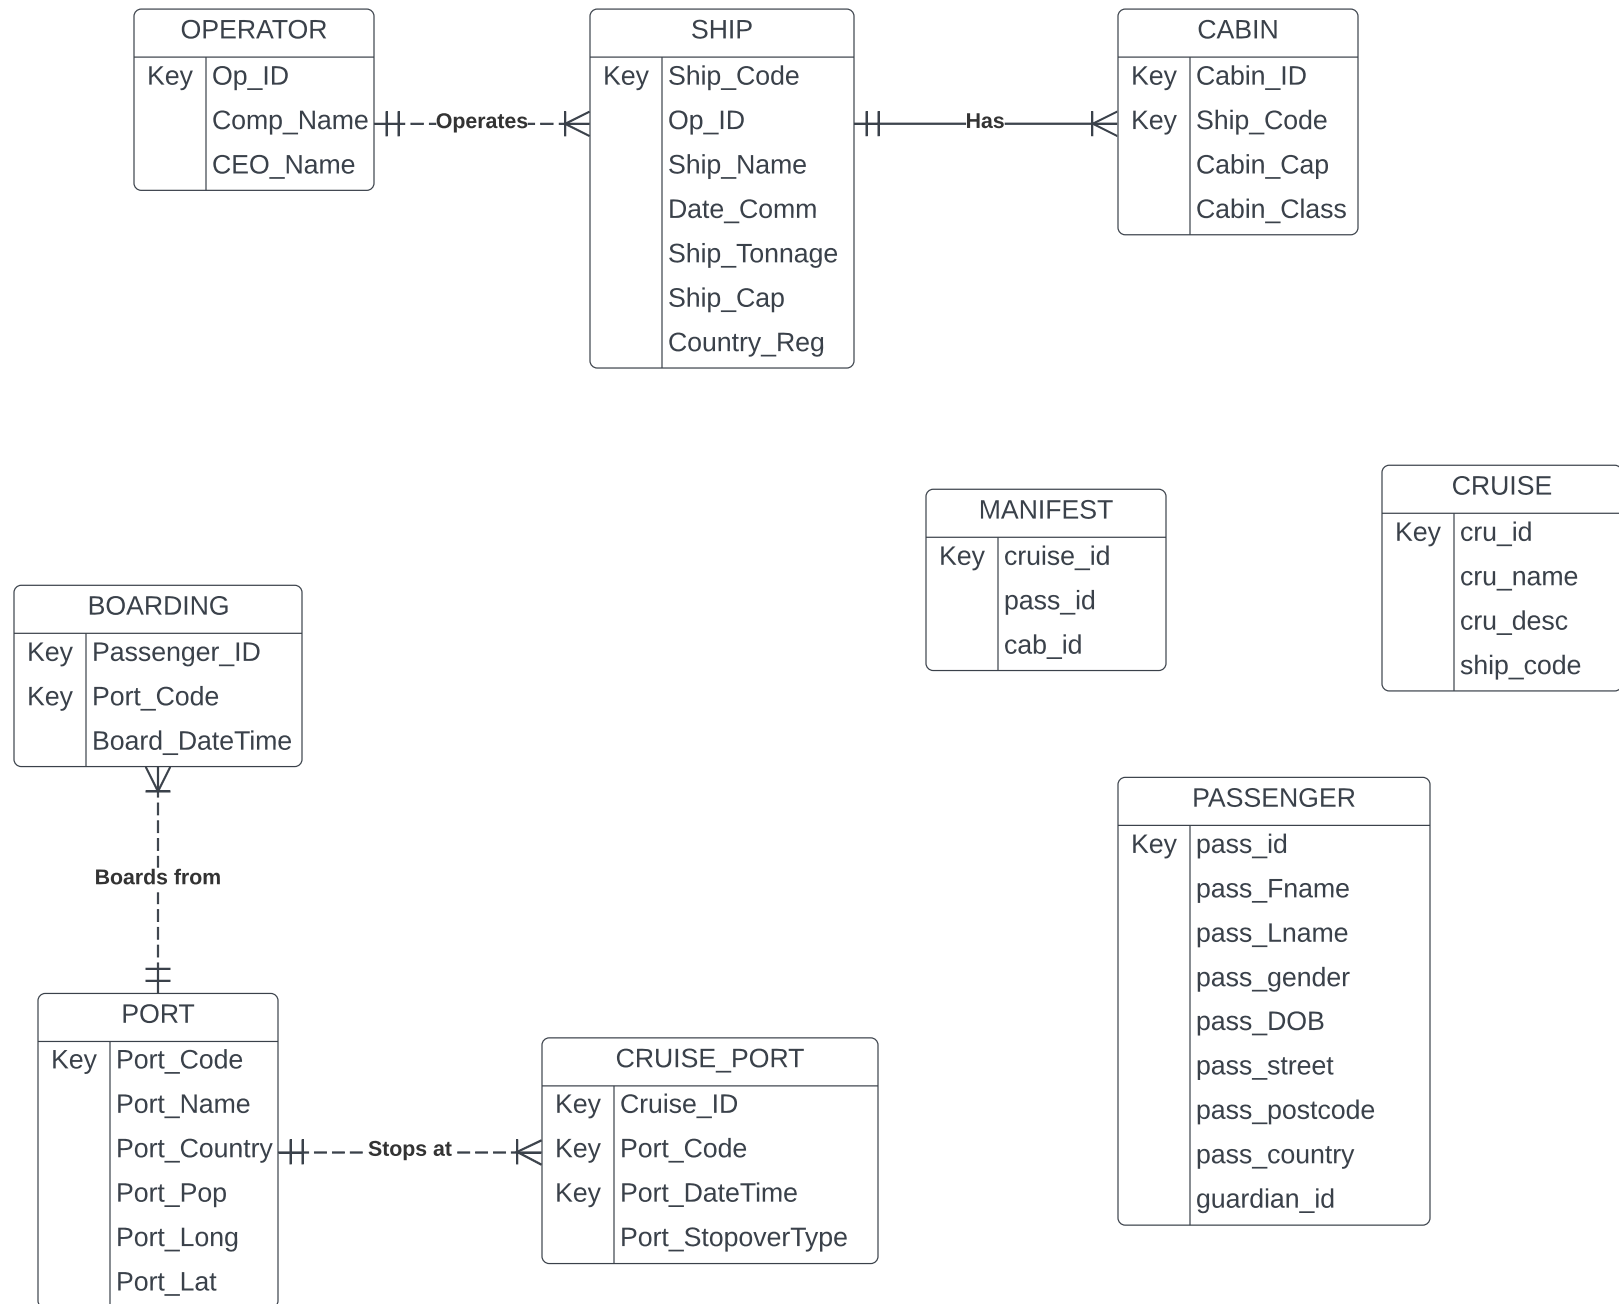 OPERATOR
Key Op_ID
Comp_Name
CEO_Name
Operates
SHIP
Key Ship_Code
Op_ID
Ship_Name
Date_Comm
Ship_Tonnage
Ship_Cap
Country_Reg
Has
CABIN
Key Cabin_ID
Key Ship_Code
Cabin_Cap
Cabin_Class
MANIFEST
Key cruise_id
pass_id
cab_id
CRUISE
Key cru_id
cru_name
cru_desc
ship_code
BOARDING
Key Passenger_ID
Key Port_Code
Board_DateTime
Boards from
PORT
Key Port_Code
Port_Name
Port_Country
Port_Pop
Port_Long
Port_Lat
Stops at
CRUISE_PORT
Key Cruise_ID
Key Port_Code
Key Port_DateTime
Port_StopoverType
PASSENGER
Key pass_id
pass_Fname
pass_Lname
pass_gender
pass_DOB
pass_street
pass_postcode
pass_country
guardian_id